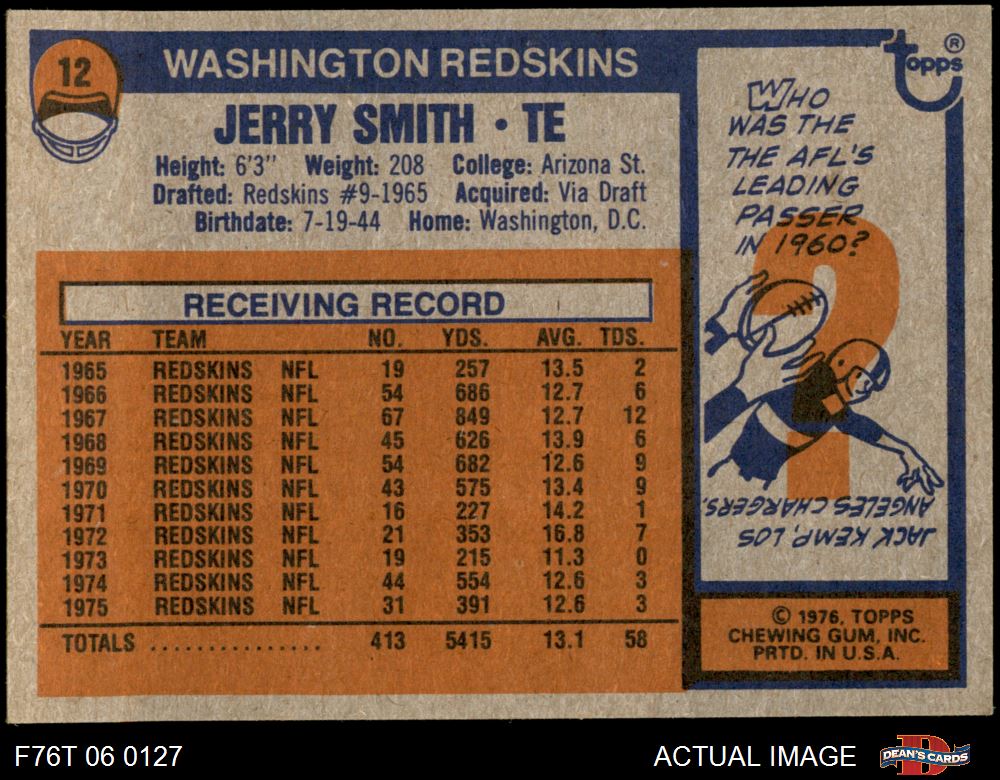 12
WASHINGTON REDSKINS
topps®
JERRY SMITH • TE
Height: 6'3" Weight: 208 College: Arizona St.
Drafted: Redskins #9-1965 Acquired: Via Draft
Birthdate: 7-19-44 Home: Washington, D.C.
RECEIVING RECORD
YEAR TEAM NO. YDS. AVG. TDS.
1965 REDSKINS NFL 19 257 13.5 2
1966 REDSKINS NFL 54 686 12.7 6
1967 REDSKINS NFL 67 849 12.7 12
1968 REDSKINS NFL 45 626 13.9 6
1969 REDSKINS NFL 54 682 12.6 9
1970 REDSKINS NFL 43 575 13.4 9
1971 REDSKINS NFL 16 227 14.2 1
1972 REDSKINS NFL 21 353 16.8 7
1973 REDSKINS NFL 19 215 11.3 0
1974 REDSKINS NFL 44 554 12.6 3
1975 REDSKINS NFL 31 391 12.6 3
TOTALS ............... 413 5415 13.1 58
WHO
WAS THE
THE AFL'S
LEADING
PASSER
IN 1960?
?
JACK KEMP, LOS
ANGELES CHARGERS.
© 1976, TOPPS
CHEWING GUM, INC.
PRTD. IN U.S.A.
F76T 06 0127
ACTUAL IMAGE
DEAN'S CARDS